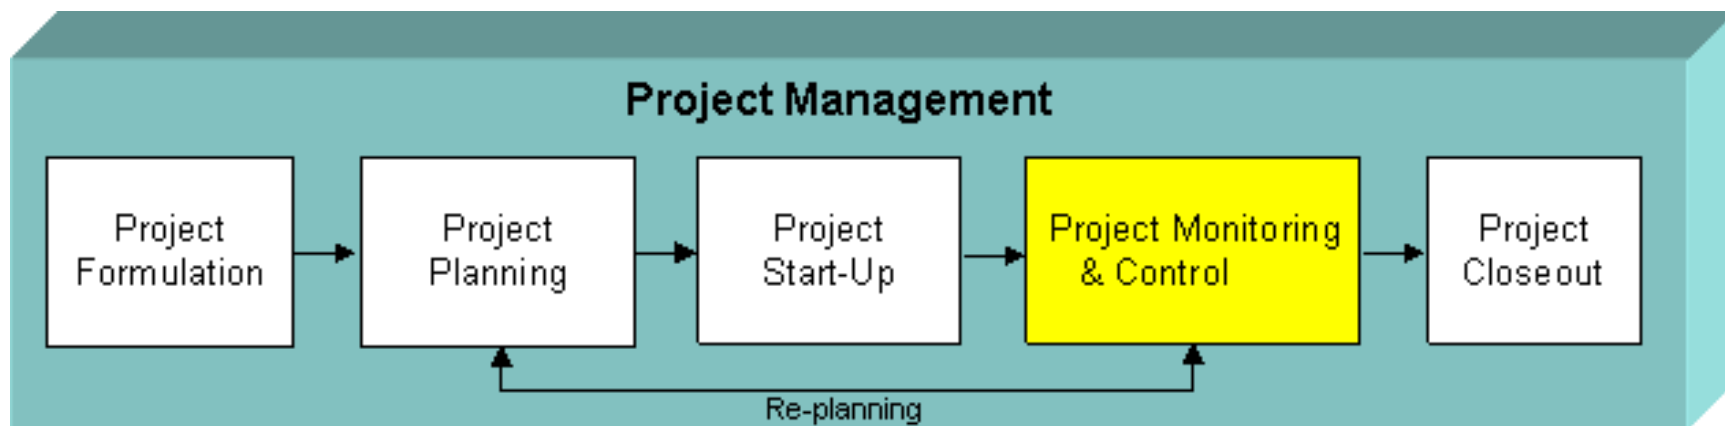 Project Management
Project
Formulation
Project
Planning
Project
Start-Up
Project Monitoring
& Control
Project
Closeout
Re-planning